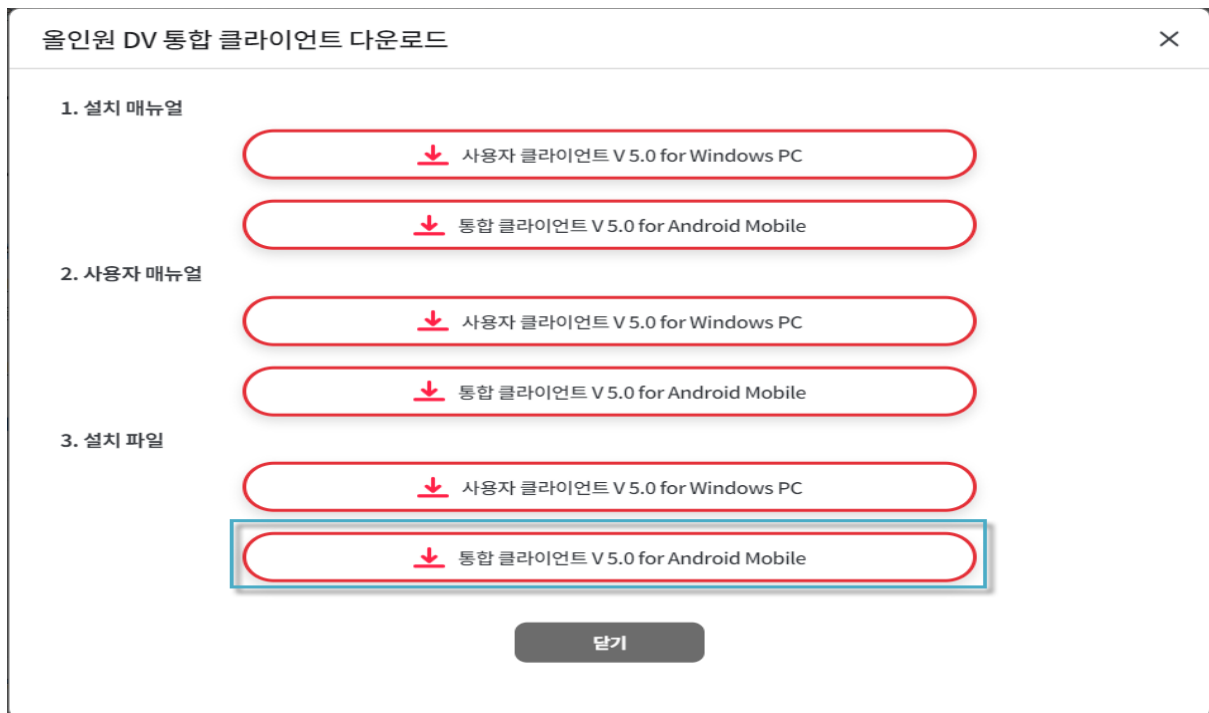 올인원 DV 통합 클라이언트 다운로드
1. 설치 매뉴얼
사용자 클라이언트 V 5.0 for Windows PC
통합 클라이언트 V 5.0 for Android Mobile
2. 사용자 매뉴얼
사용자 클라이언트 V 5.0 for Windows PC
통합 클라이언트 V 5.0 for Android Mobile
3. 설치 파일
사용자 클라이언트 V 5.0 for Windows PC
통합 클라이언트 V 5.0 for Android Mobile
닫기